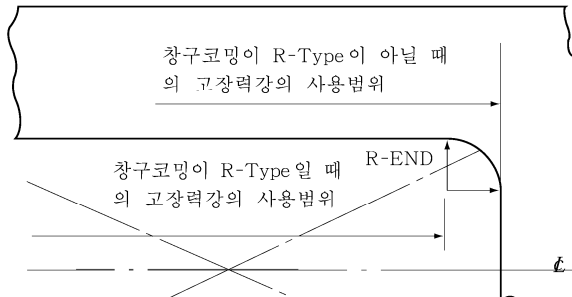 창구코밍이 R-Type이 아닐 때
의 고장력강의 사용범위
창구코밍이 R-Type일 때
의 고장력강의 사용범위
R-END
℄